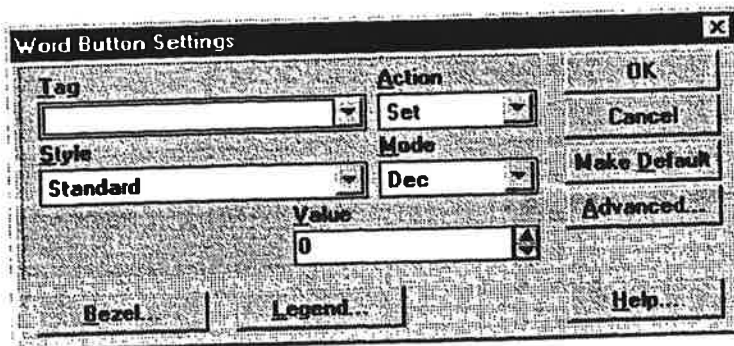 Word Button Settings
Tag
Action
OK
Set
Cancel
Style
Mode
Standard
Dec
Make Default
Value
Advanced...
0
Bezel...
Legend...
Help...